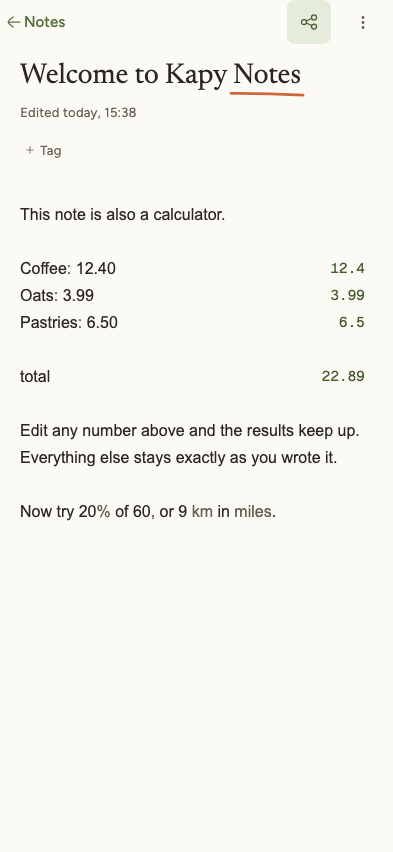 Notes
Welcome to Kapy Notes
Edited today, 15:38
+ Tag
This note is also a calculator.
Coffee: 12.40 12.4
Oats: 3.99 3.99
Pastries: 6.50 6.5
total 22.89
Edit any number above and the results keep up.
Everything else stays exactly as you wrote it.
Now try 20% of 60, or 9 km in miles.